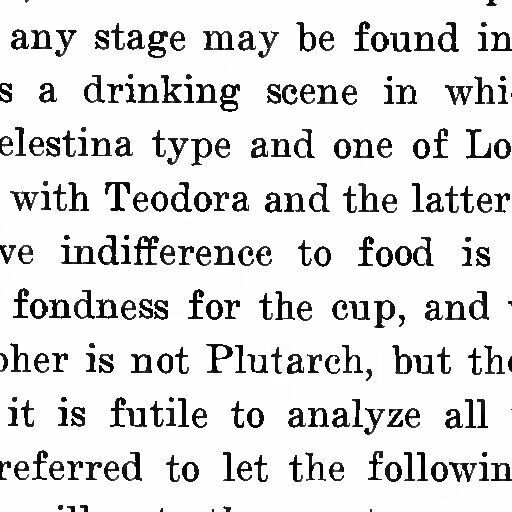 any stage may be found in
s a drinking scene in whi
elestina type and one of Lo
with Teodora and the latter
ve indifference to food is
fondness for the cup, and
pher is not Plutarch, but the
it is futile to analyze all
referred to let the followin